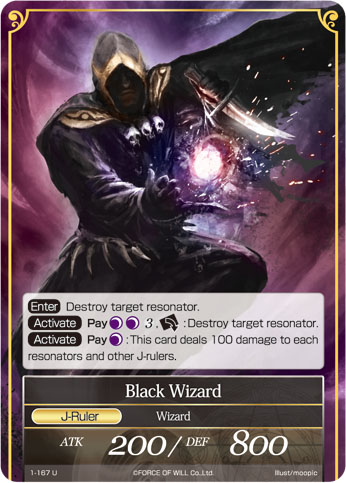 Enter Destroy target resonator.
Activate Pay 3 , : Destroy target resonator.
Activate Pay : This card deals 100 damage to each
resonators and other J-rulers.
Black Wizard
J-Ruler Wizard
ATK 200 / DEF 800
1-167 U ©FORCE OF WILL Co.,Ltd. Illust/moopic